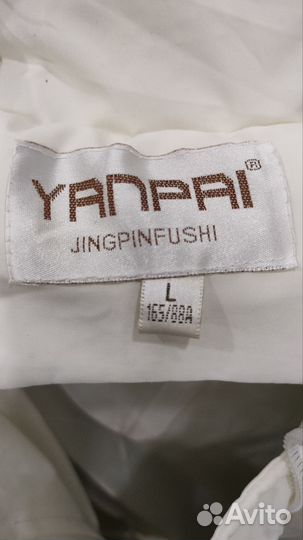 YANPAI®
JINGPINFUSHI
L
165/88A
Avito